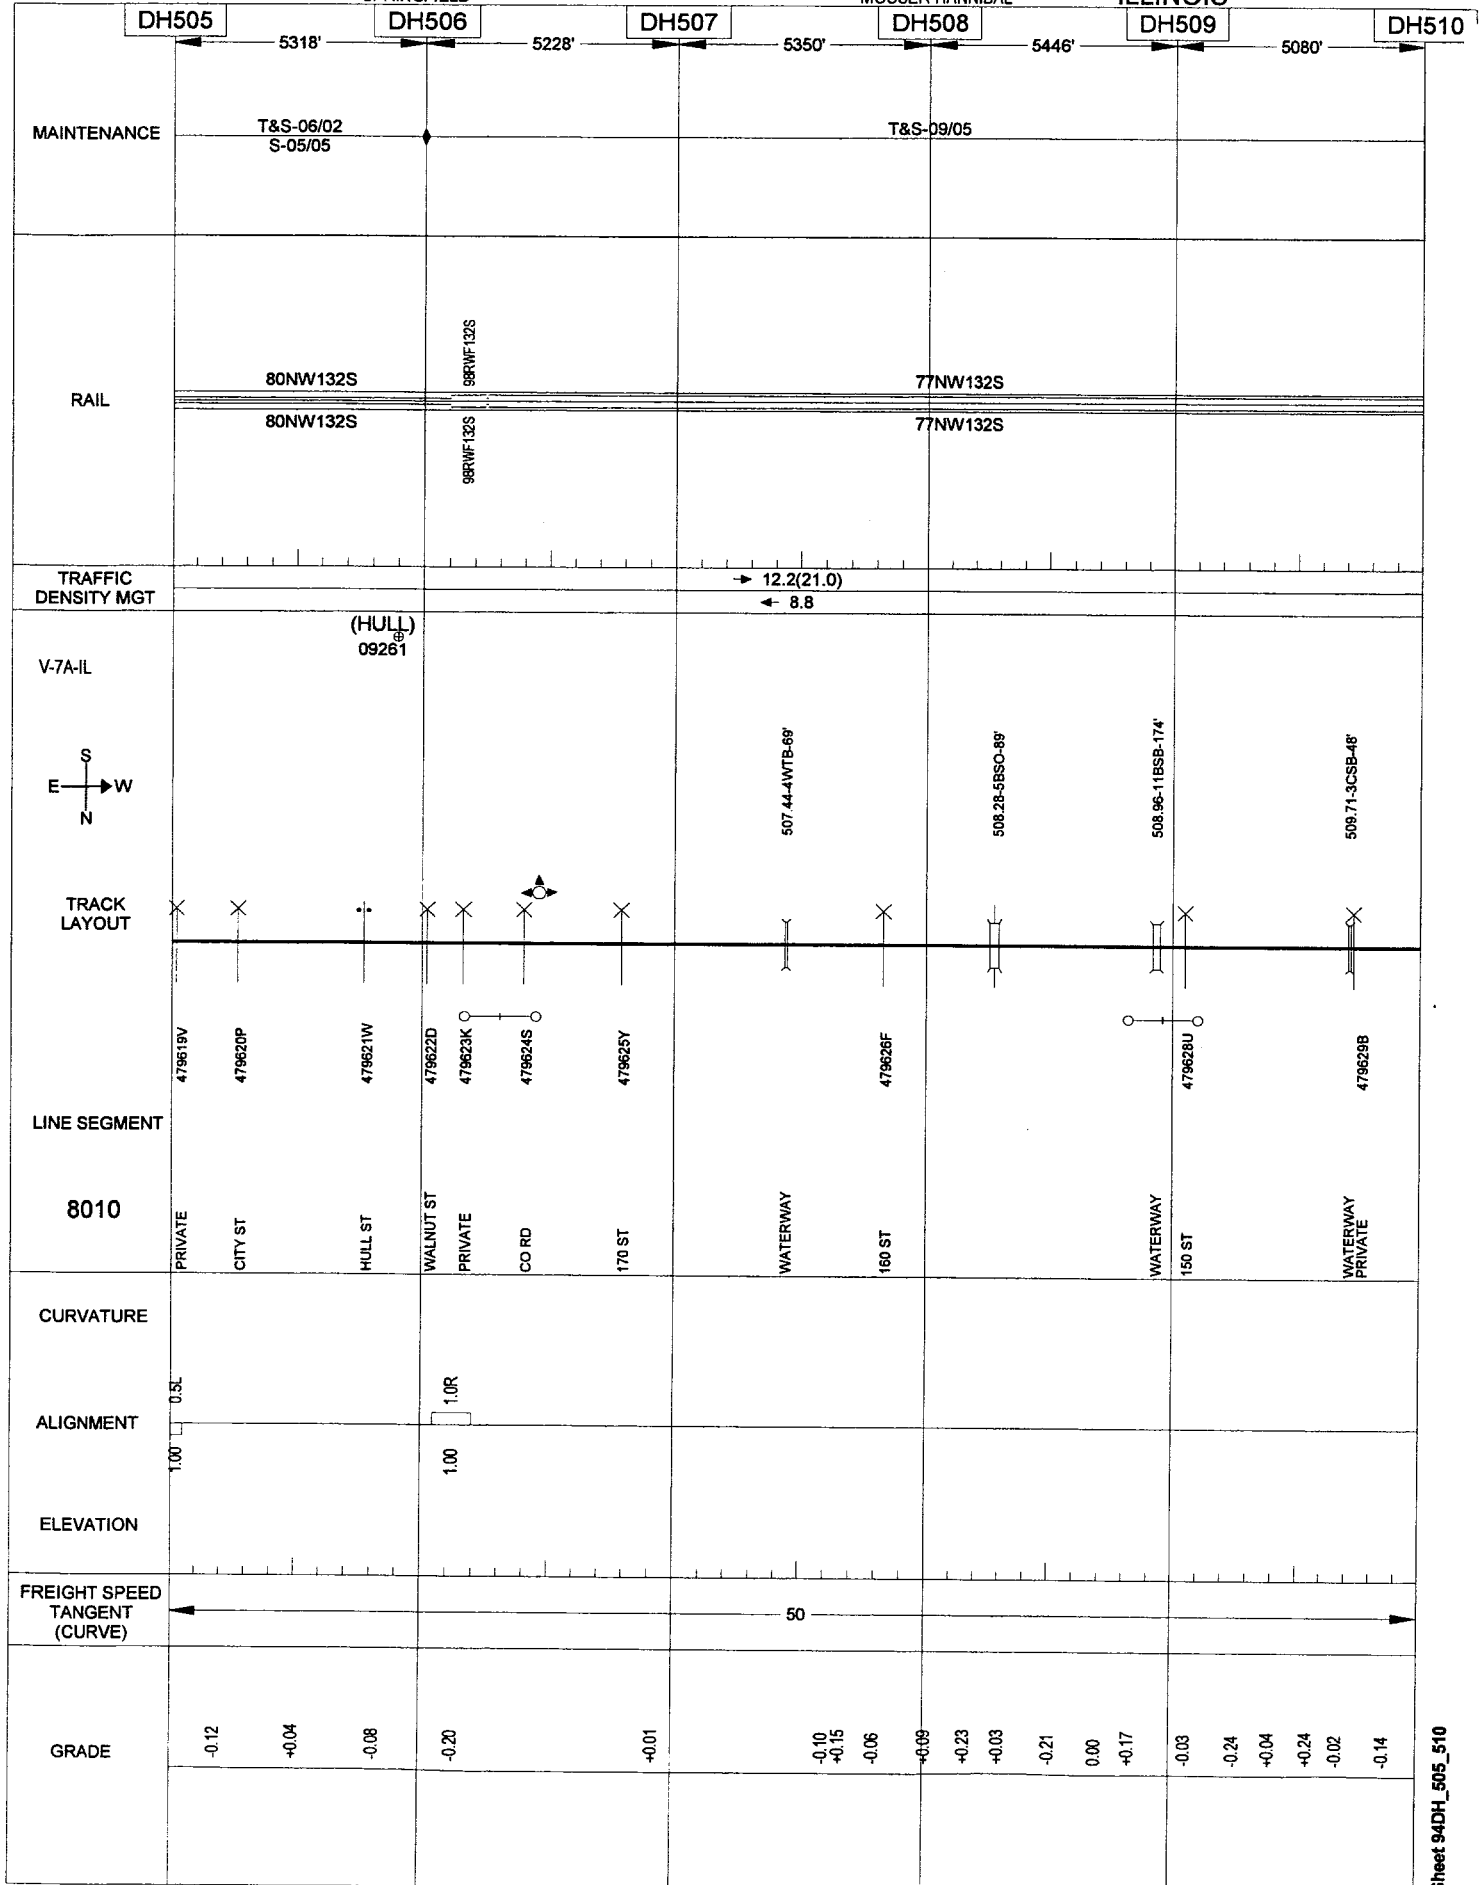 ILLINOIS
DH505 DH506 DH507 DH508 DH509 DH510
5318' 5228' 5350' 5446' 5080'
MAINTENANCE
T&S-06/02
S-05/05
T&S-09/05
RAIL
80NW132S
80NW132S
98RWF132S
98RWF132S
77NW132S
77NW132S
TRAFFIC
DENSITY MGT
12.2(21.0)
8.8
(HULL)
09261
V-7A-IL
S
E W
N
507.44-4WTB-69'
508.28-5BSO-89'
508.96-11BSB-174'
509.71-3CSB-48'
TRACK
LAYOUT
479619V
479620P
479621W
479622D
479623K
479624S
479625Y
479626F
479628U
479629B
LINE SEGMENT
8010
PRIVATE
CITY ST
HULL ST
WALNUT ST
PRIVATE
CO RD
170 ST
WATERWAY
160 ST
WATERWAY
150 ST
WATERWAY
PRIVATE
CURVATURE
0.5L
1.0R
ALIGNMENT
1.00
1.00
ELEVATION
FREIGHT SPEED
TANGENT
(CURVE)
50
GRADE
-0.12
+0.04
-0.08
-0.20
+0.01
-0.10
+0.15
-0.06
+0.09
+0.23
+0.03
-0.21
0.00
+0.17
-0.03
-0.24
+0.04
+0.24
-0.02
-0.14
Sheet 94DH_505_510